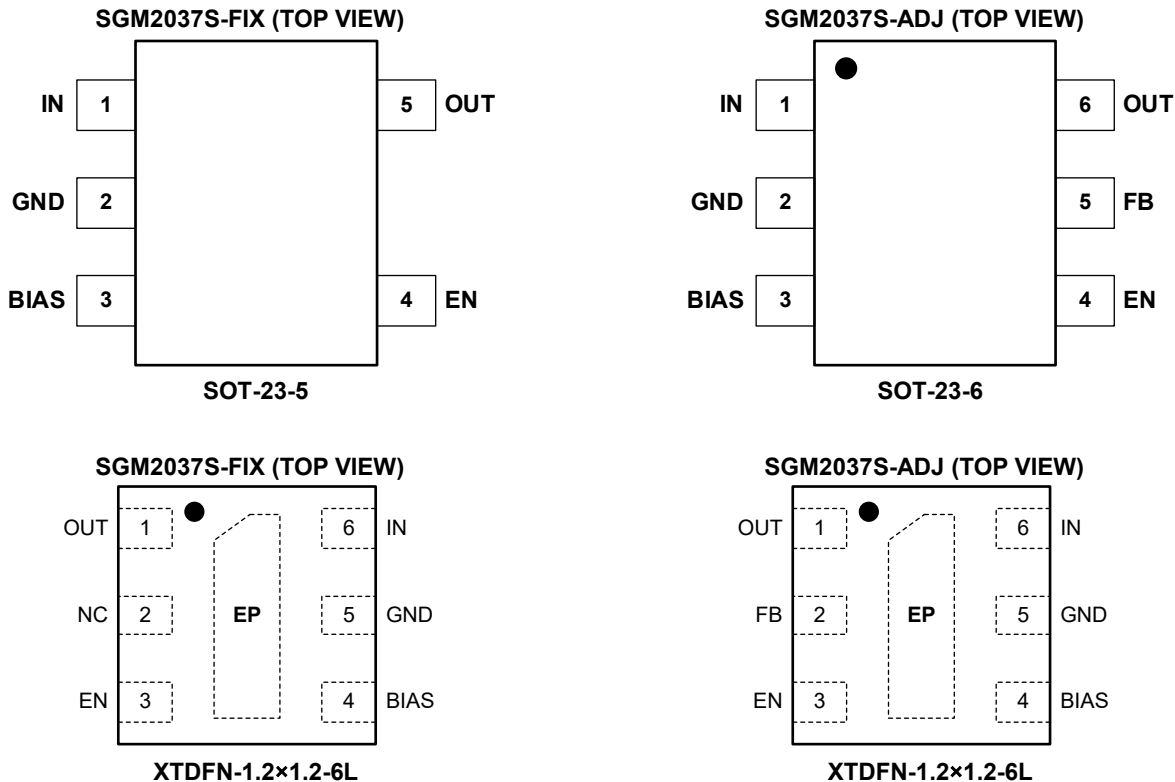 SGM2037S-FIX (TOP VIEW)
IN 1 5 OUT
GND 2
BIAS 3 4 EN
SOT-23-5
SGM2037S-ADJ (TOP VIEW)
IN 1 6 OUT
GND 2 5 FB
BIAS 3 4 EN
SOT-23-6
SGM2037S-FIX (TOP VIEW)
OUT 1 6 IN
NC 2 EP 5 GND
EN 3 4 BIAS
XTDFN-1.2×1.2-6L
SGM2037S-ADJ (TOP VIEW)
OUT 1 6 IN
FB 2 EP 5 GND
EN 3 4 BIAS
XTDFN-1.2×1.2-6L